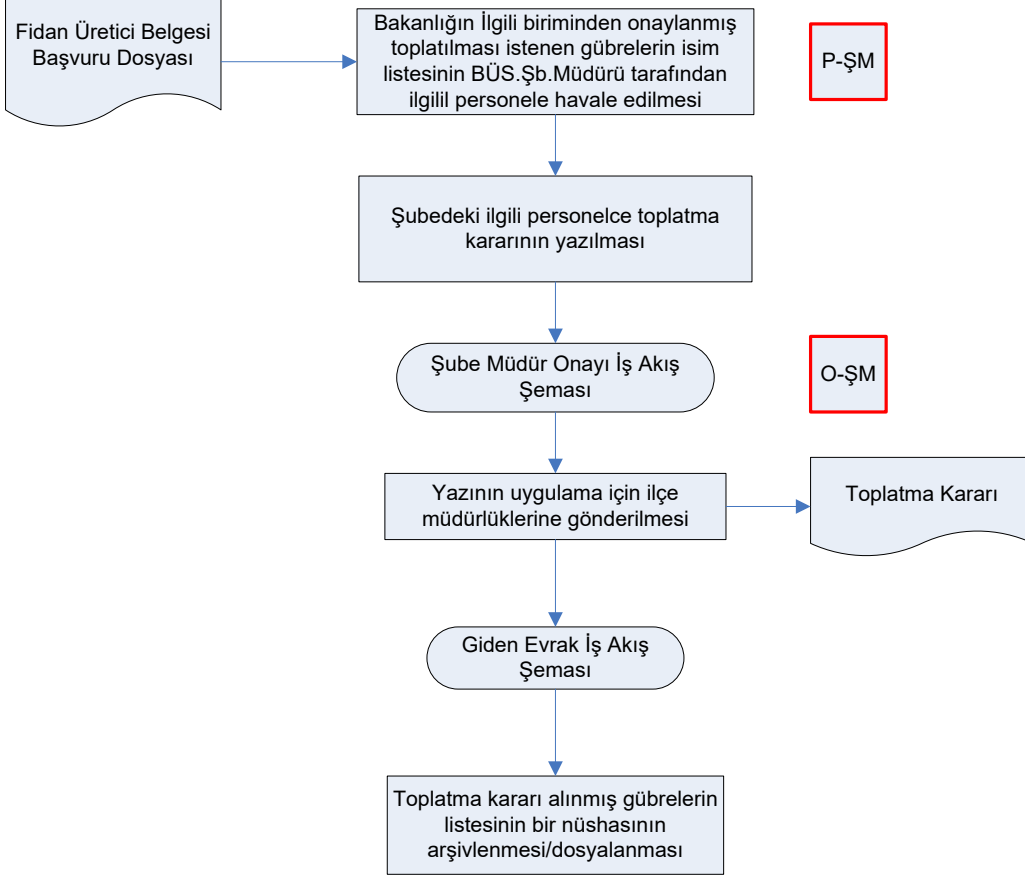 Fidan Üretici Belgesi
Başvuru Dosyası
Bakanlığın İlgili biriminden onaylanmış
toplatılması istenen gübrelerin isim
listesinin BÜS.Şb.Müdürü tarafından
ilgilil personele havale edilmesi
P-ŞM
Şubedeki ilgili personelce toplatma
kararının yazılması
Şube Müdür Onayı İş Akış
Şeması
O-ŞM
Yazının uygulama için ilçe
müdürlüklerine gönderilmesi
Toplatma Kararı
Giden Evrak İş Akış
Şeması
Toplatma kararı alınmış gübrelerin
listesinin bir nüshasının
arşivlenmesi/dosyalanması